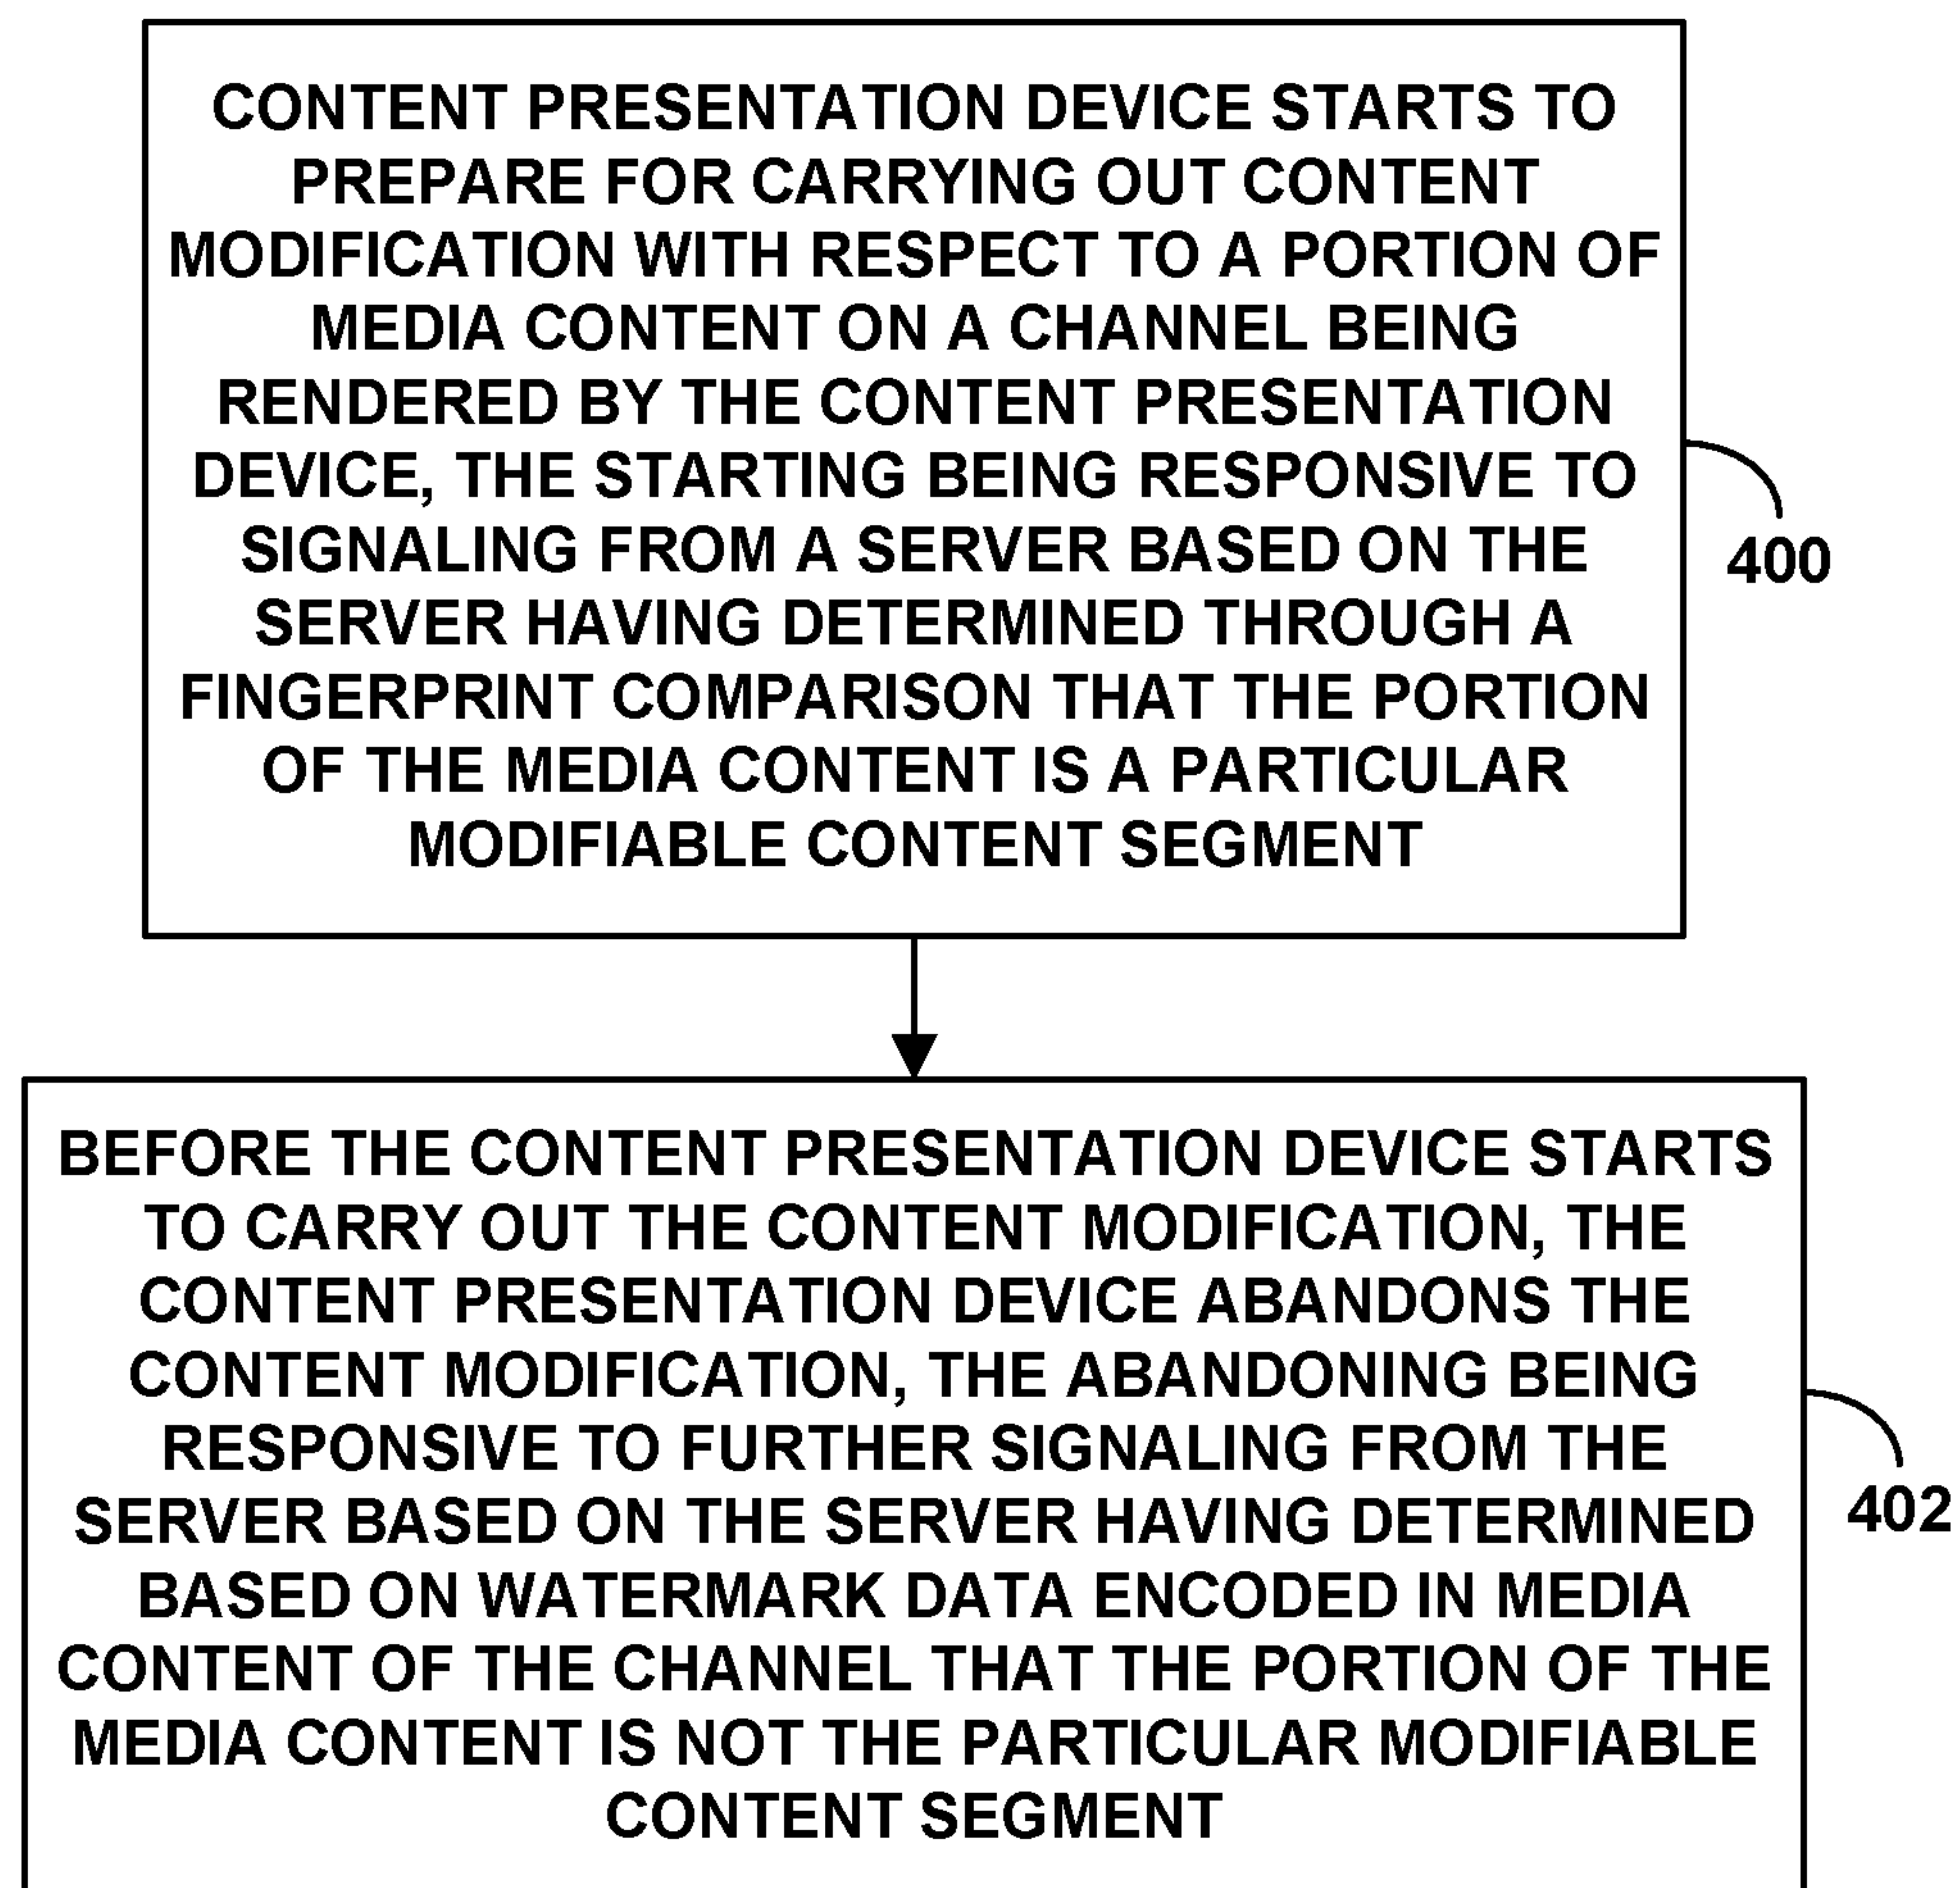 CONTENT PRESENTATION DEVICE STARTS TO
PREPARE FOR CARRYING OUT CONTENT
MODIFICATION WITH RESPECT TO A PORTION OF
MEDIA CONTENT ON A CHANNEL BEING
RENDERED BY THE CONTENT PRESENTATION
DEVICE, THE STARTING BEING RESPONSIVE TO
SIGNALING FROM A SERVER BASED ON THE
SERVER HAVING DETERMINED THROUGH A
FINGERPRINT COMPARISON THAT THE PORTION
OF THE MEDIA CONTENT IS A PARTICULAR
MODIFIABLE CONTENT SEGMENT
400
BEFORE THE CONTENT PRESENTATION DEVICE STARTS
TO CARRY OUT THE CONTENT MODIFICATION, THE
CONTENT PRESENTATION DEVICE ABANDONS THE
CONTENT MODIFICATION, THE ABANDONING BEING
RESPONSIVE TO FURTHER SIGNALING FROM THE
SERVER BASED ON THE SERVER HAVING DETERMINED
BASED ON WATERMARK DATA ENCODED IN MEDIA
CONTENT OF THE CHANNEL THAT THE PORTION OF THE
MEDIA CONTENT IS NOT THE PARTICULAR MODIFIABLE
CONTENT SEGMENT
402